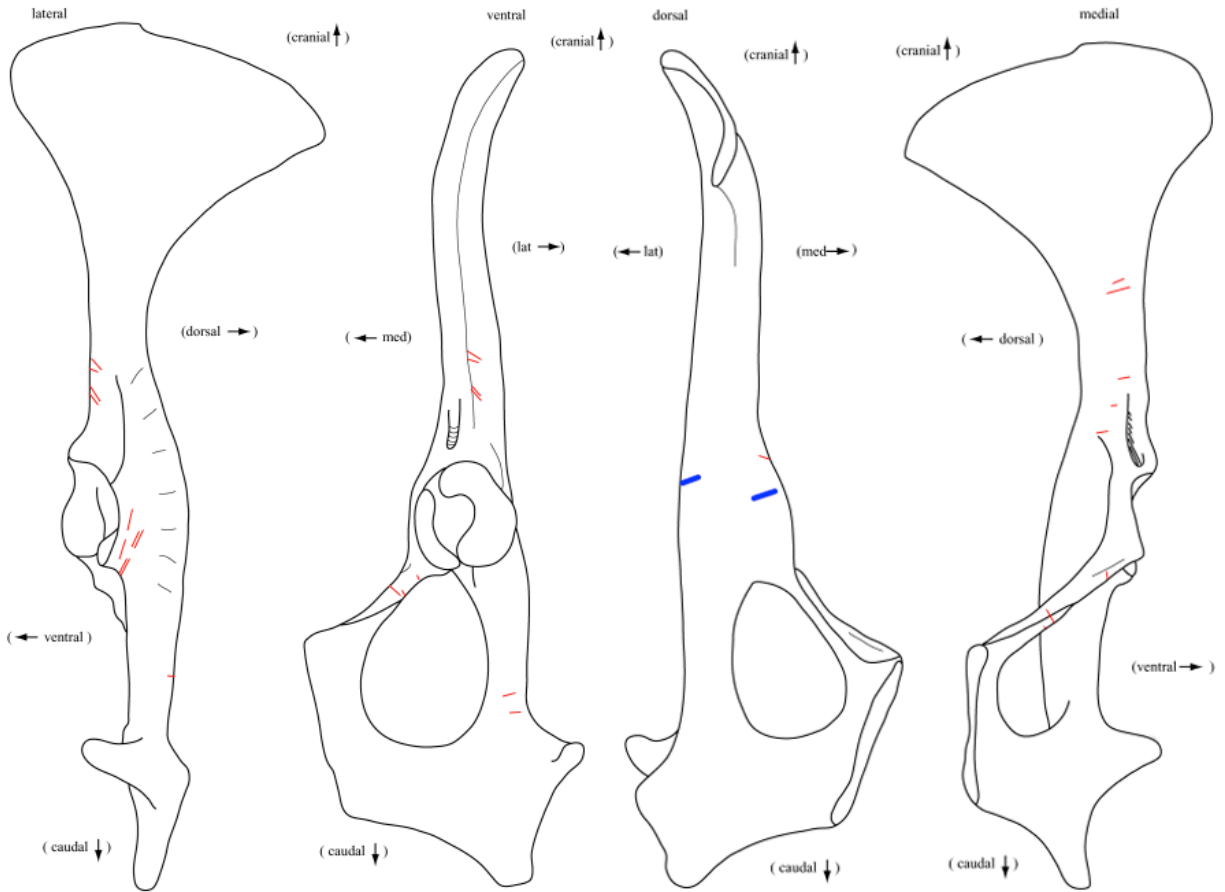 lateral
ventral
dorsal
medial
(cranial ↑)
(cranial ↑)
(cranial ↑)
(cranial ↑)
(lat →)
(← lat)
(med→)
(dorsal →)
(← med)
(← dorsal )
(← ventral )
(ventral→ )
( caudal ↓)
( caudal ↓)
( caudal ↓)
( caudal ↓)